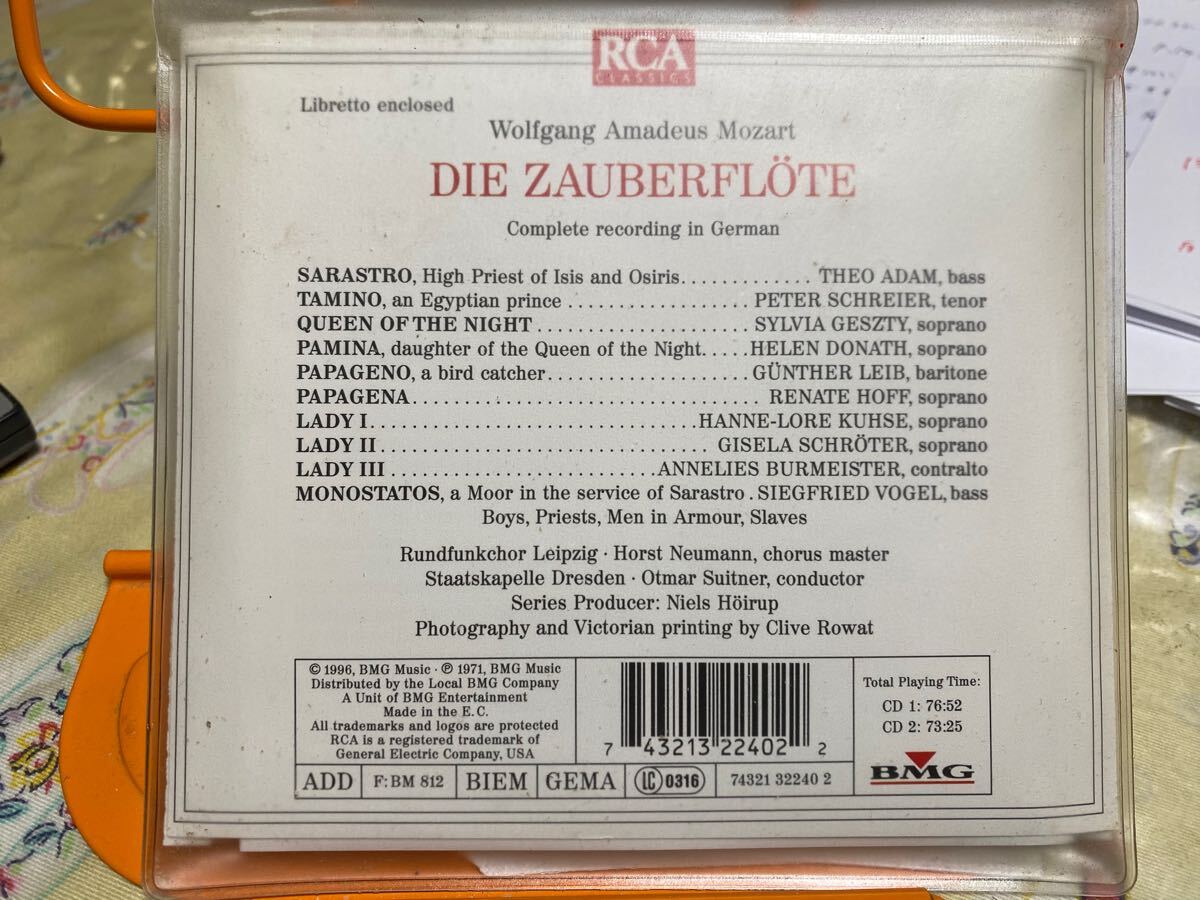 RCA
CLASSICS
Libretto enclosed
Wolfgang Amadeus Mozart
DIE ZAUBERFLÖTE
Complete recording in German
SARASTRO, High Priest of Isis and Osiris............. THEO ADAM, bass
TAMINO, an Egyptian prince .................. PETER SCHREIER, tenor
QUEEN OF THE NIGHT ..................... SYLVIA GESZTY, soprano
PAMINA, daughter of the Queen of the Night.....HELEN DONATH, soprano
PAPAGENO, a bird catcher.................... GÜNTHER LEIB, baritone
PAPAGENA................................... RENATE HOFF, soprano
LADY I................................HANNE-LORE KUHSE, soprano
LADY II................................. GISELA SCHRÖTER, soprano
LADY III..........................ANNELIES BURMEISTER, contralto
MONOSTATOS, a Moor in the service of Sarastro . SIEGFRIED VOGEL, bass
Boys, Priests, Men in Armour, Slaves
Rundfunkchor Leipzig · Horst Neumann, chorus master
Staatskapelle Dresden · Otmar Suitner, conductor
Series Producer: Niels Höirup
Photography and Victorian printing by Clive Rowat
© 1996, BMG Music · ℗ 1971, BMG Music
Distributed by the Local BMG Company
A Unit of BMG Entertainment
Made in the E.C.
All trademarks and logos are protected
RCA is a registered trademark of
General Electric Company, USA
7 43213 22402 2
Total Playing Time:
CD 1: 76:52
CD 2: 73:25
BMG
ADD F: BM 812 BIEM GEMA LC 0316 74321 32240 2